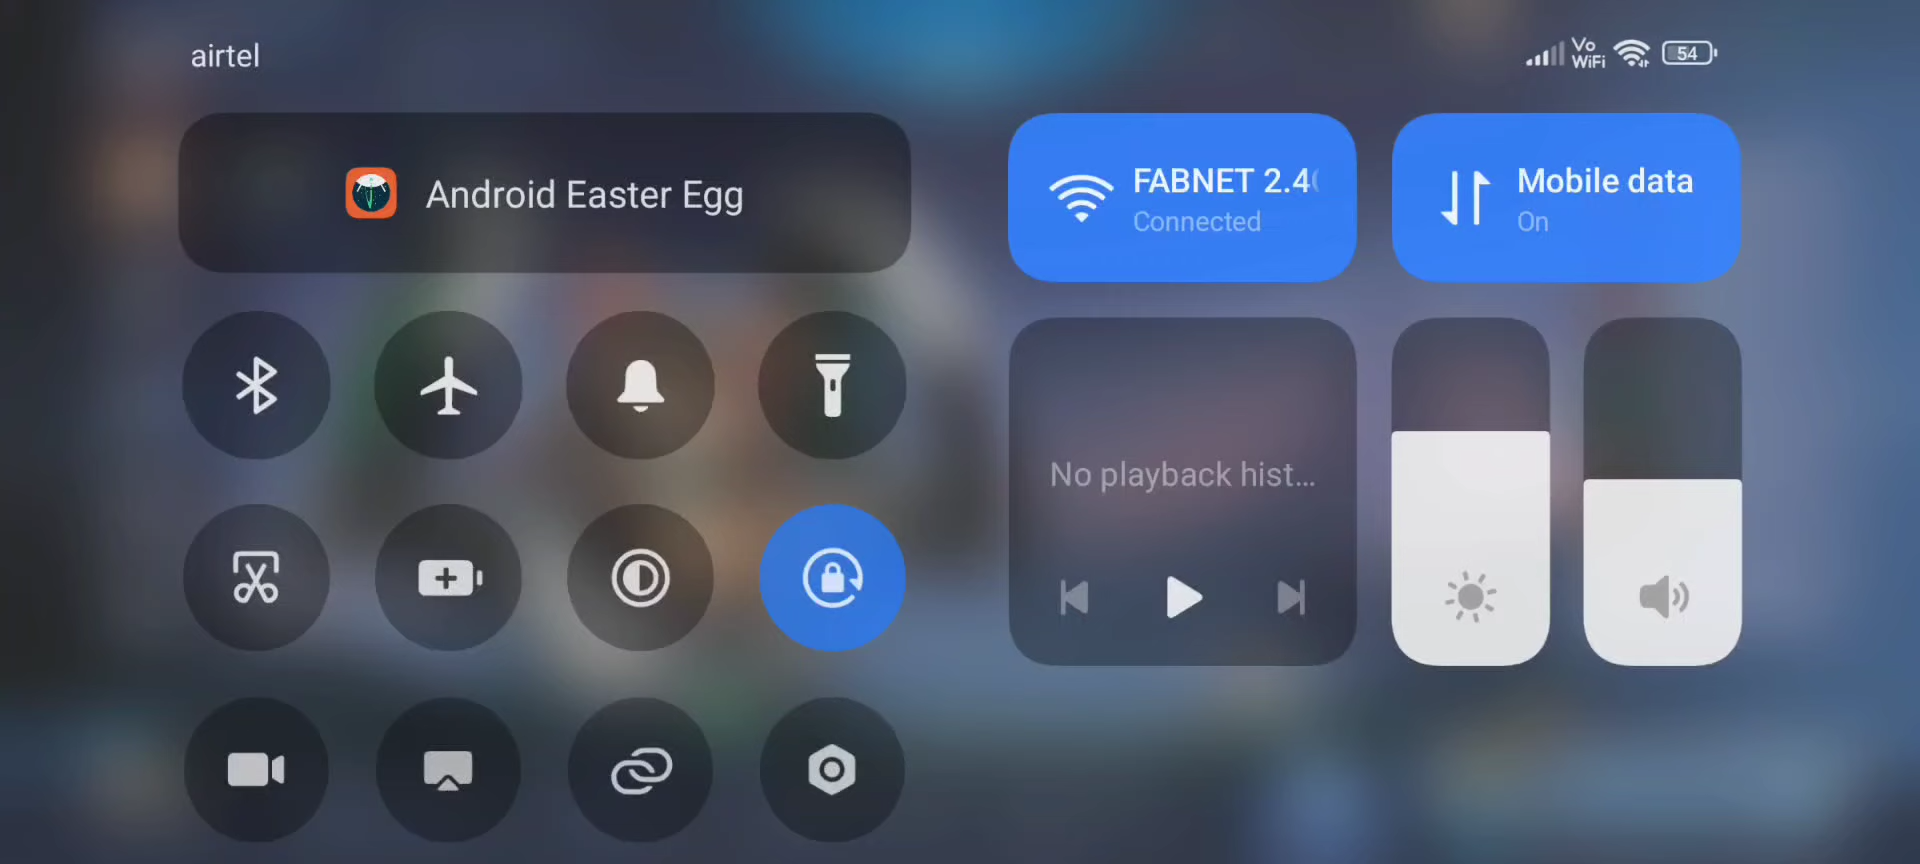 airtel
Vo
WiFi
54
Android Easter Egg
FABNET 2.4
Connected
Mobile data
On
No playback hist...